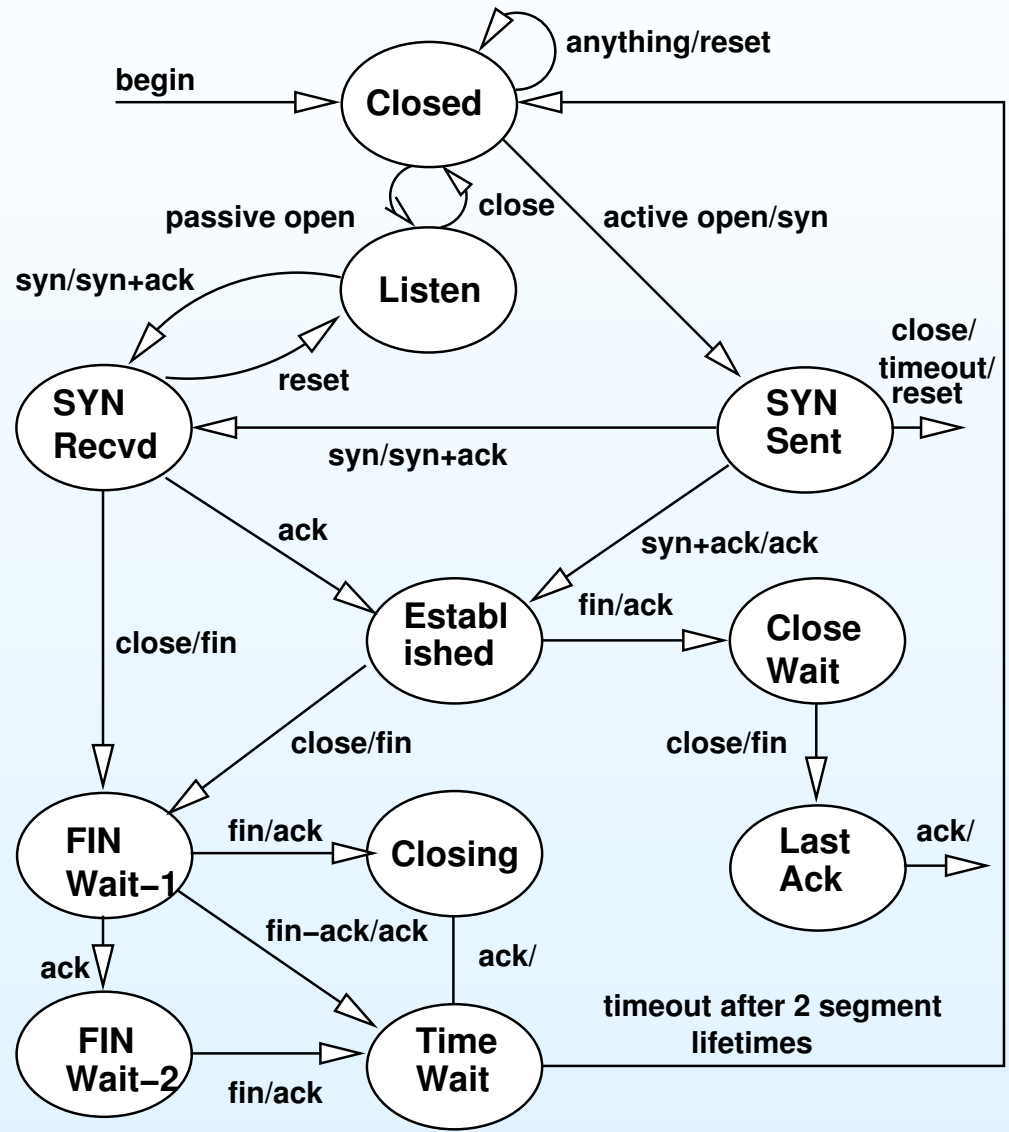 anything/reset
begin
Closed
passive open
close
active open/syn
syn/syn+ack
Listen
close/
timeout/
reset
reset
SYN
Recvd
SYN
Sent
syn/syn+ack
ack
syn+ack/ack
Establ
ished
fin/ack
Close
Wait
close/fin
close/fin
close/fin
FIN
Wait−1
fin/ack
Closing
Last
Ack
ack/
fin−ack/ack
ack/
ack
FIN
Wait−2
fin/ack
Time
Wait
timeout after 2 segment
lifetimes